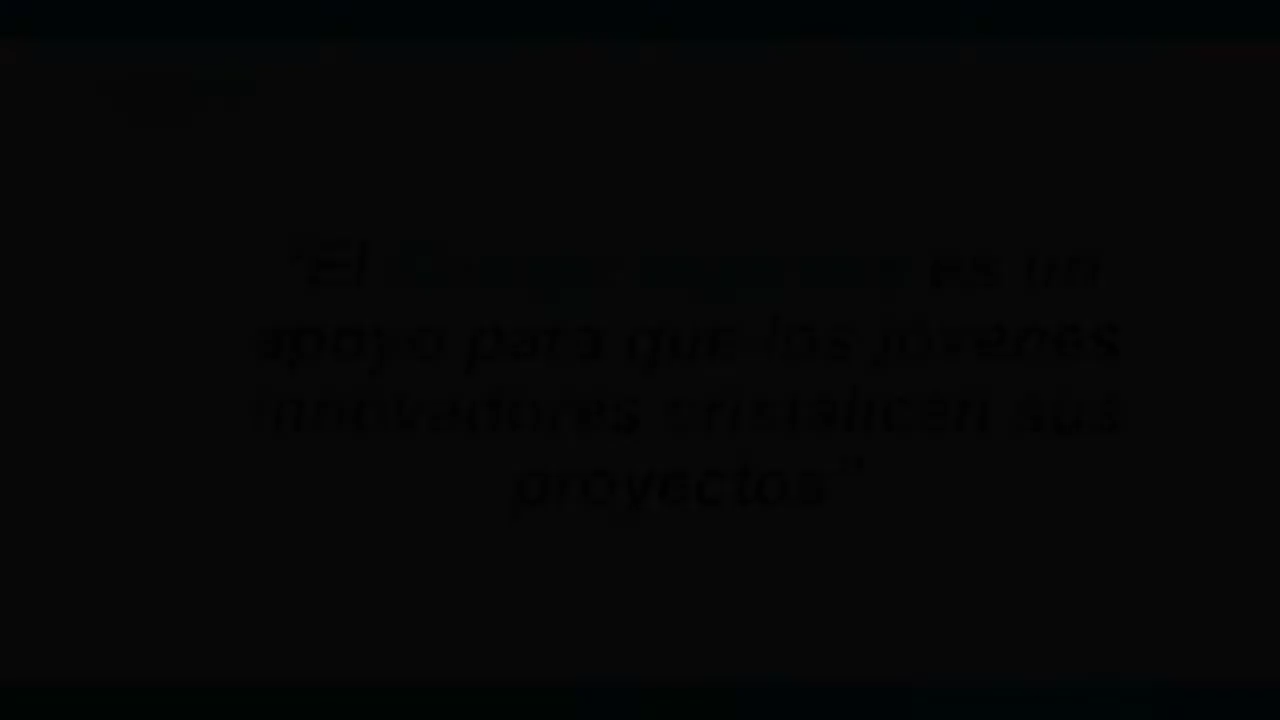 "El es un
apoyo para que los jóvenes
innovadores cristalicen sus
proyectos"